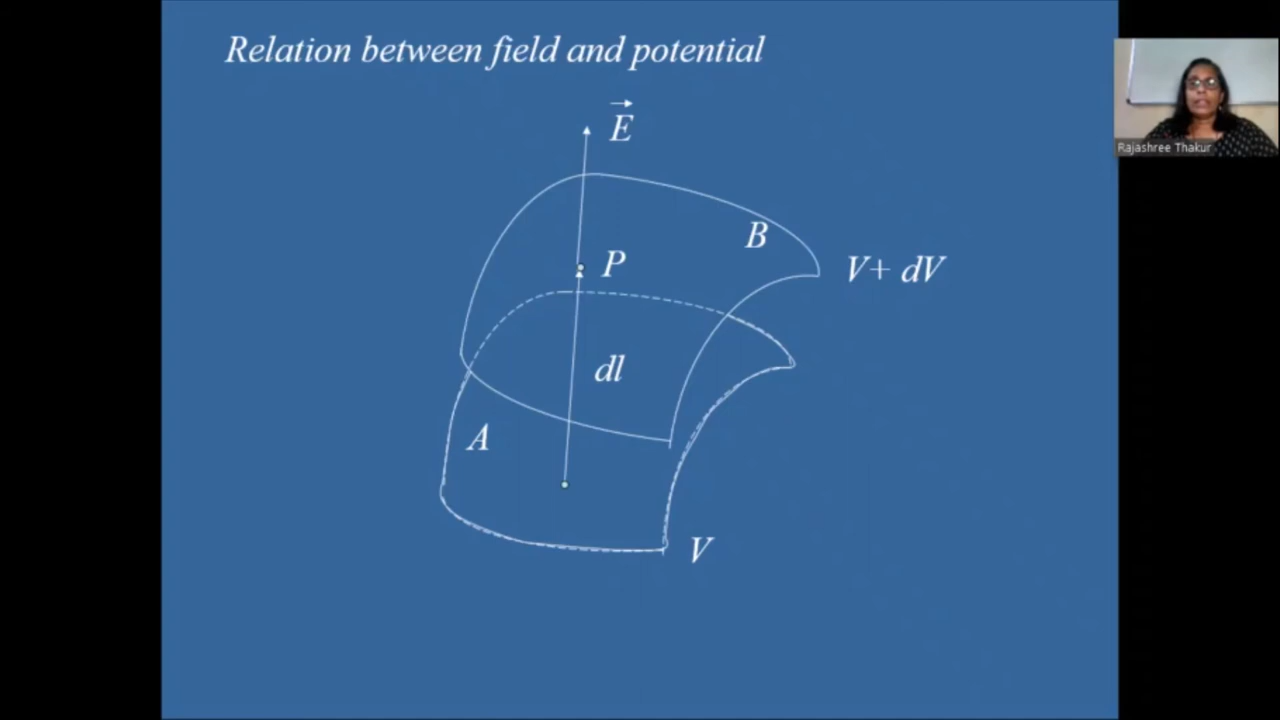 Relation between field and potential
E
Rajashree Thakur
B
P
V+ dV
dl
A
V